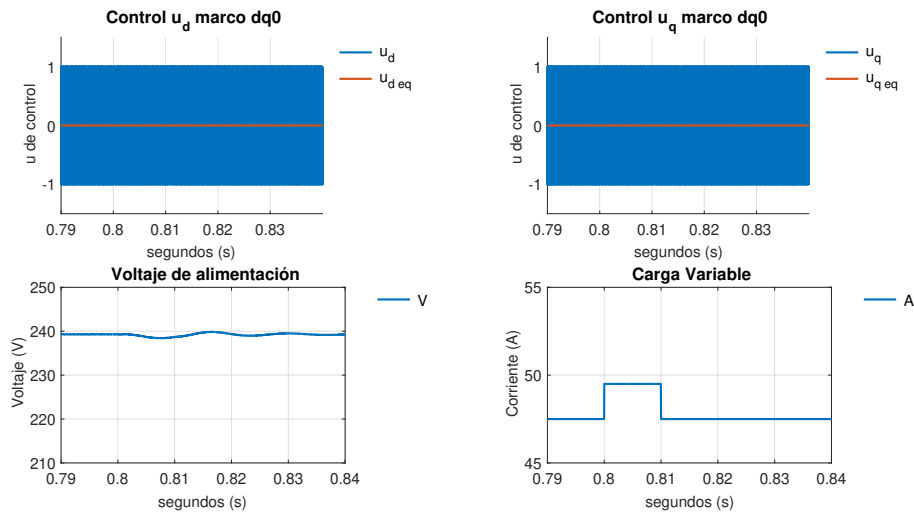 Control u_d marco dq0
u_d
u_d eq
u de control
1
0
-1
0.79 0.8 0.81 0.82 0.83
segundos (s)
Control u_q marco dq0
u_q
u_q eq
u de control
1
0
-1
0.79 0.8 0.81 0.82 0.83
segundos (s)
Voltaje de alimentación
V
Voltaje (V)
250
240
230
220
210
0.79 0.8 0.81 0.82 0.83 0.84
segundos (s)
Carga Variable
A
Corriente (A)
55
50
45
0.79 0.8 0.81 0.82 0.83 0.84
segundos (s)